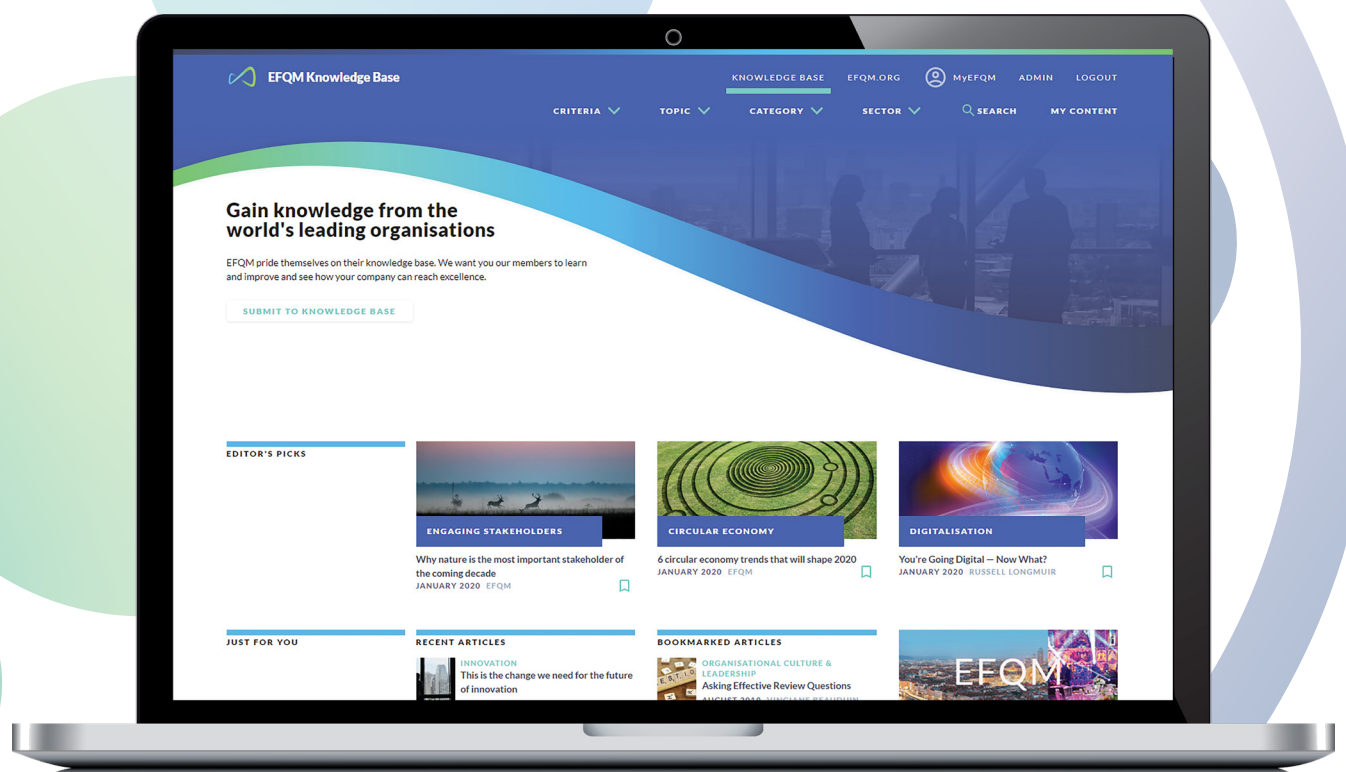 EFQM Knowledge Base
KNOWLEDGE BASE
EFQM.ORG
MyEFQM
ADMIN
LOGOUT
CRITERIA
TOPIC
CATEGORY
SECTOR
SEARCH
MY CONTENT
Gain knowledge from the
world's leading organisations
EFQM pride themselves on their knowledge base. We want you our members to learn
and improve and see how your company can reach excellence.
SUBMIT TO KNOWLEDGE BASE
EDITOR'S PICKS
ENGAGING STAKEHOLDERS
Why nature is the most important stakeholder of
the coming decade
JANUARY 2020 EFQM
CIRCULAR ECONOMY
6 circular economy trends that will shape 2020
JANUARY 2020 EFQM
DIGITALISATION
You're Going Digital — Now What?
JANUARY 2020 RUSSELL LONGMUIR
JUST FOR YOU
RECENT ARTICLES
INNOVATION
This is the change we need for the future
of innovation
BOOKMARKED ARTICLES
ORGANISATIONAL CULTURE &
LEADERSHIP
Asking Effective Review Questions
EFQM